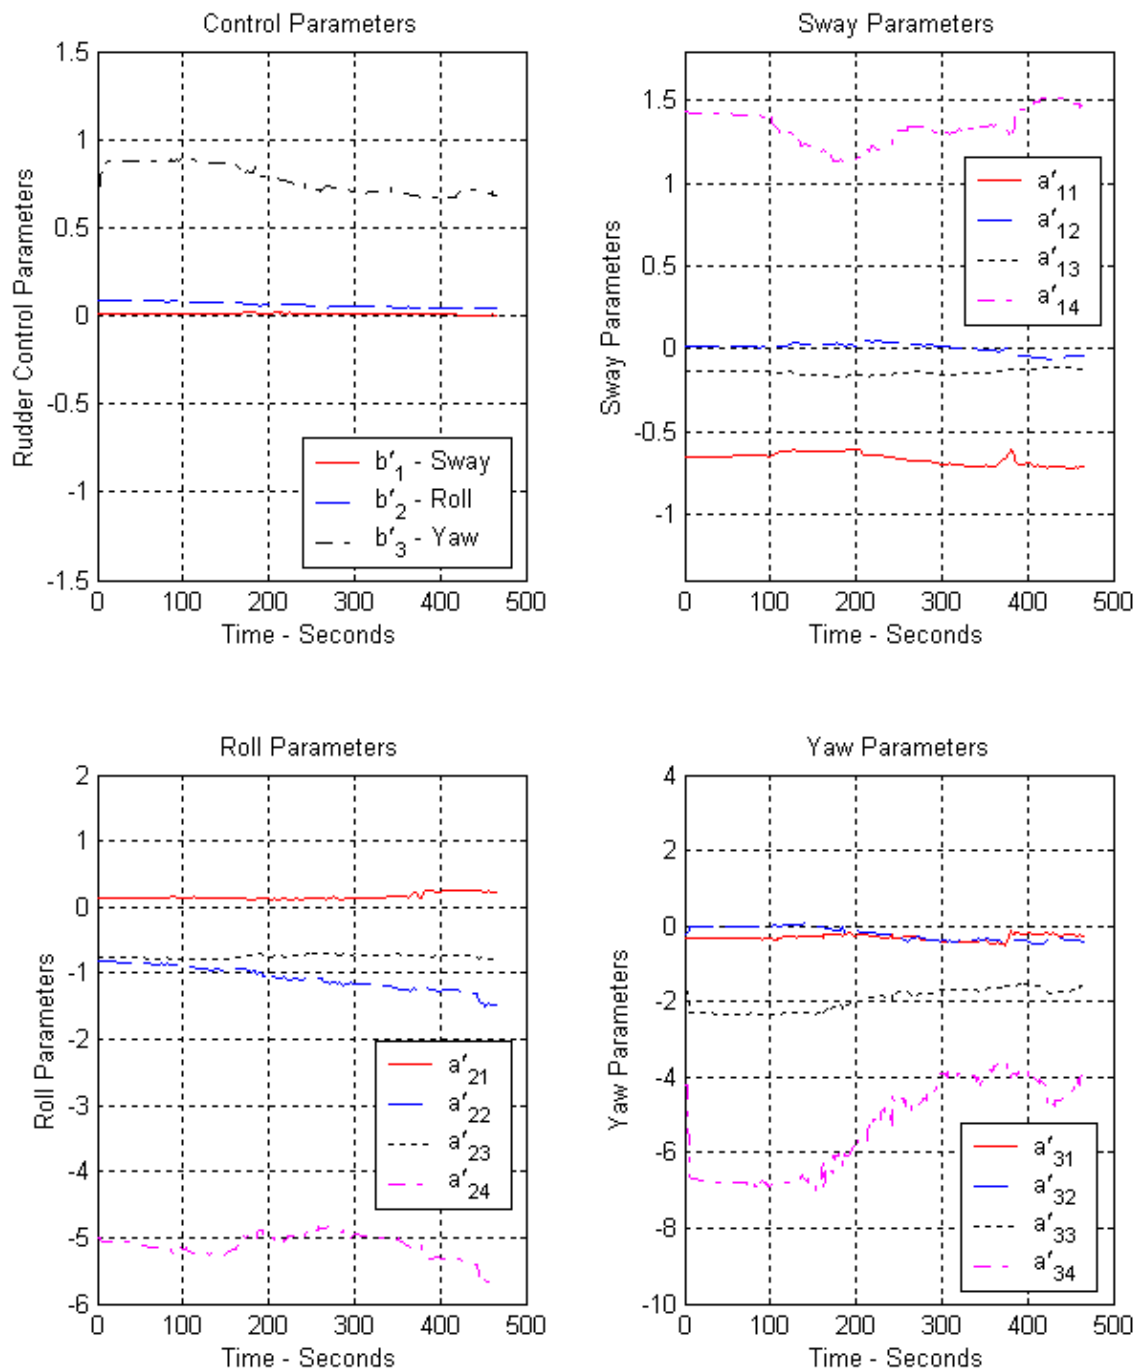 Control Parameters
1.5
1
0.5
0
-0.5
-1
-1.5
Rudder Control Parameters
b′1 - Sway
b′2 - Roll
b′3 - Yaw
0 100 200 300 400 500
Time - Seconds
Sway Parameters
1.5
1
0.5
0
-0.5
-1
Sway Parameters
a′11
a′12
a′13
a′14
0 100 200 300 400 500
Time - Seconds
Roll Parameters
2
1
0
-1
-2
-3
-4
-5
-6
Roll Parameters
a′21
a′22
a′23
a′24
0 100 200 300 400 500
Time - Seconds
Yaw Parameters
4
2
0
-2
-4
-6
-8
-10
Yaw Parameters
a′31
a′32
a′33
a′34
0 100 200 300 400 500
Time - Seconds